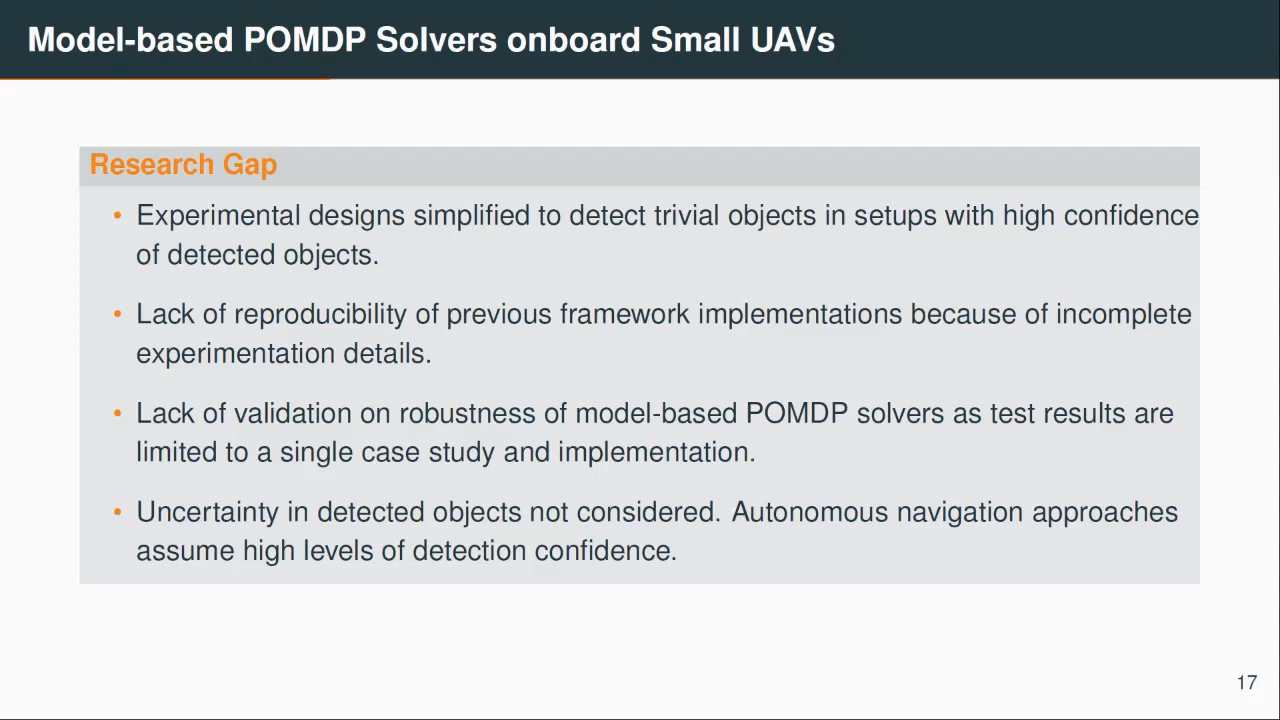 Model-based POMDP Solvers onboard Small UAVs
Research Gap
• Experimental designs simplified to detect trivial objects in setups with high confidence
of detected objects.
• Lack of reproducibility of previous framework implementations because of incomplete
experimentation details.
• Lack of validation on robustness of model-based POMDP solvers as test results are
limited to a single case study and implementation.
• Uncertainty in detected objects not considered. Autonomous navigation approaches
assume high levels of detection confidence.
17